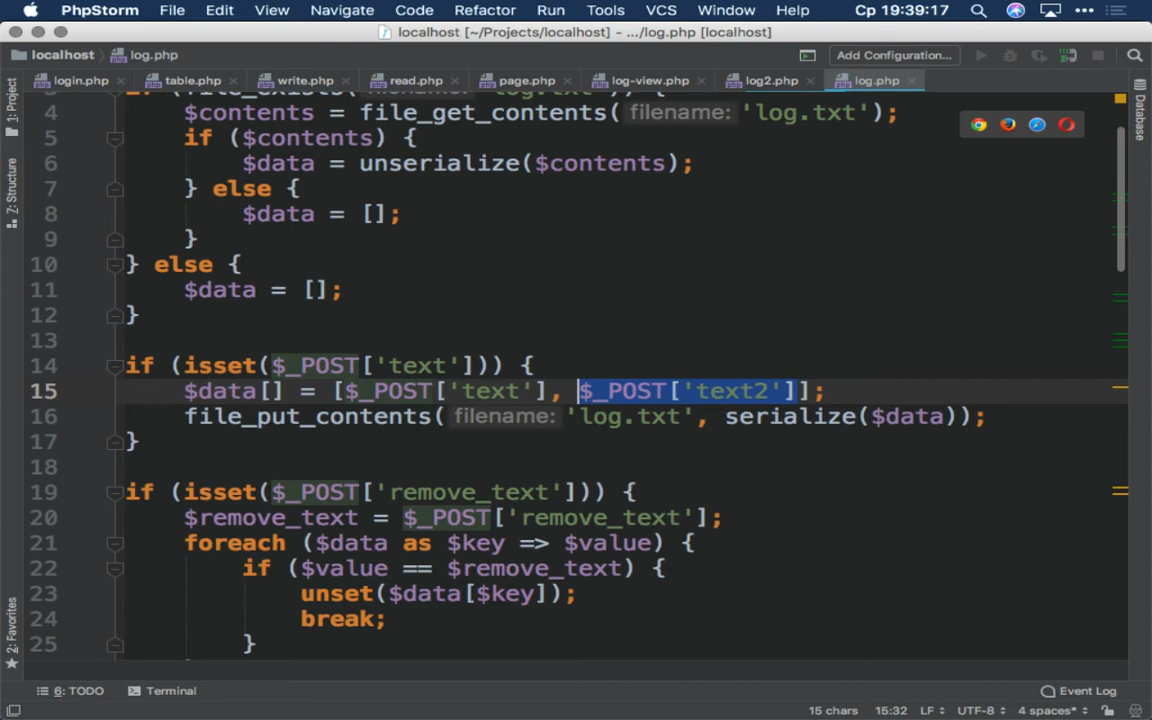 PhpStorm File Edit View Navigate Code Refactor Run Tools VCS Window Help Ср 19:39:17
localhost [~/Projects/localhost] - .../log.php [localhost]
localhost log.php Add Configuration...
login.php table.php write.php read.php page.php log-view.php log2.php log.php
1: Project
7: Structure
2: Favorites
Database
4 $contents = file_get_contents( filename: 'log.txt');
5 if ($contents) {
6 $data = unserialize($contents);
7 } else {
8 $data = [];
9 }
10 } else {
11 $data = [];
12 }
13
14 if (isset($_POST['text'])) {
15 $data[] = [$_POST['text'], $_POST['text2']];
16 file_put_contents( filename: 'log.txt', serialize($data));
17 }
18
19 if (isset($_POST['remove_text'])) {
20 $remove_text = $_POST['remove_text'];
21 foreach ($data as $key => $value) {
22 if ($value == $remove_text) {
23 unset($data[$key]);
24 break;
25 }
6: TODO Terminal Event Log
15 chars 15:32 LF UTF-8 4 spaces*